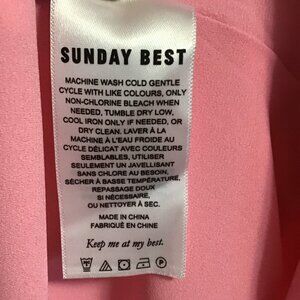 SUNDAY BEST
MACHINE WASH COLD GENTLE
CYCLE WITH LIKE COLOURS, ONLY
NON-CHLORINE BLEACH WHEN
NEEDED, TUMBLE DRY LOW,
COOL IRON ONLY IF NEEDED, OR
DRY CLEAN. LAVER À LA
MACHINE À L'EAU FROIDE AU
CYCLE DÉLICAT AVEC COULEURS
SEMBLABLES, UTILISER
SEULEMENT UN JAVELLISANT
SANS CHLORE AU BESOIN,
SÉCHER À BASSE TEMPÉRATURE,
REPASSAGE DOUX
SI NÉCESSAIRE,
OU NETTOYER À SEC.
MADE IN CHINA
FABRIQUÉ EN CHINE
Keep me at my best.